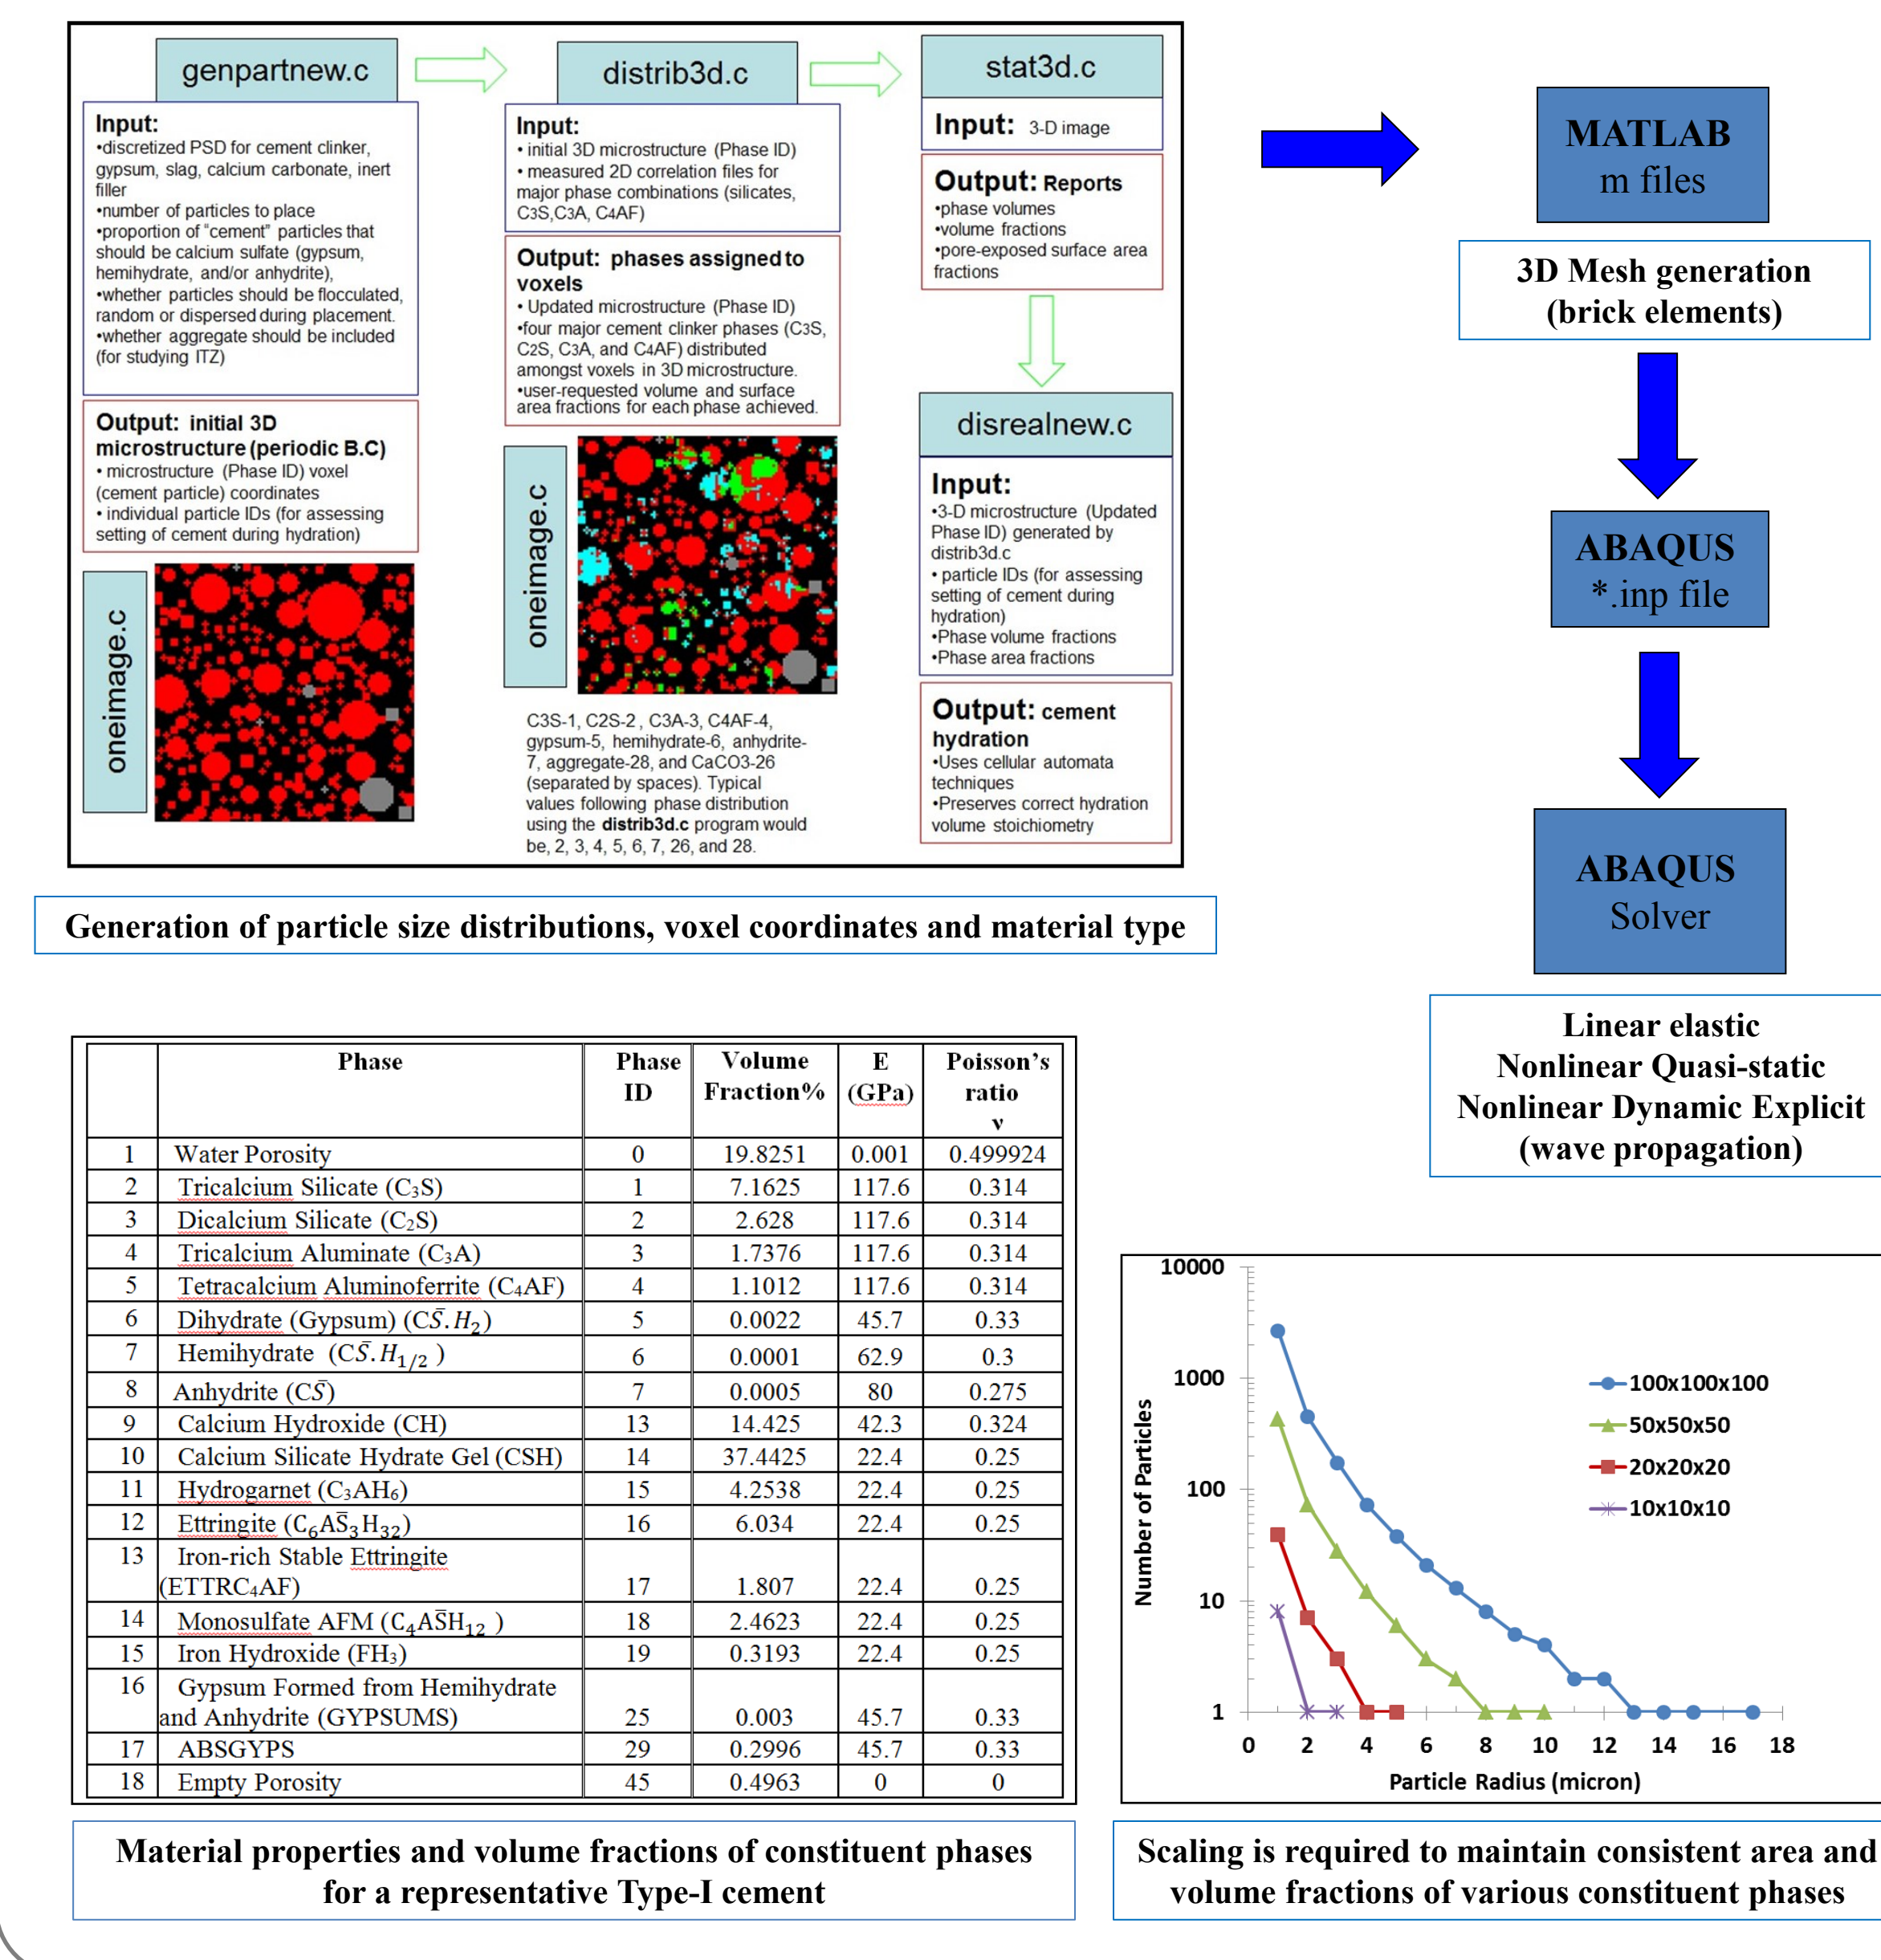 genpartnew.c
Input:
•discretized PSD for cement clinker,
gypsum, slag, calcium carbonate, inert
filler
•number of particles to place
•proportion of “cement” particles that
should be calcium sulfate (gypsum,
hemihydrate, and/or anhydrite),
•whether particles should be flocculated,
random or dispersed during placement.
•whether aggregate should be included
(for studying ITZ)
Output: initial 3D
microstructure (periodic B.C)
• microstructure (Phase ID) voxel
(cement particle) coordinates
• individual particle IDs (for assessing
setting of cement during hydration)
oneimage.c
distrib3d.c
Input:
• initial 3D microstructure (Phase ID)
• measured 2D correlation files for
major phase combinations (silicates,
C3S,C3A, C4AF)
Output: phases assigned to
voxels
• Updated microstructure (Phase ID)
•four major cement clinker phases (C3S,
C2S, C3A, and C4AF) distributed
amongst voxels in 3D microstructure.
•user-requested volume and surface
area fractions for each phase achieved.
oneimage.c
C3S-1, C2S-2 , C3A-3, C4AF-4,
gypsum-5, hemihydrate-6, anhydrite-
7, aggregate-28, and CaCO3-26
(separated by spaces). Typical
values following phase distribution
using the distrib3d.c program would
be, 2, 3, 4, 5, 6, 7, 26, and 28.
stat3d.c
Input: 3-D image
Output: Reports
•phase volumes
•volume fractions
•pore-exposed surface area
fractions
disrealnew.c
Input:
•3-D microstructure (Updated
Phase ID) generated by
distrib3d.c
• particle IDs (for assessing
setting of cement during
hydration)
•Phase volume fractions
•Phase area fractions
Output: cement
hydration
•Uses cellular automata
techniques
•Preserves correct hydration
volume stoichiometry
Generation of particle size distributions, voxel coordinates and material type
MATLAB
m files
3D Mesh generation
(brick elements)
ABAQUS
*.inp file
ABAQUS
Solver
Linear elastic
Nonlinear Quasi-static
Nonlinear Dynamic Explicit
(wave propagation)
Phase Phase Volume E Poisson’s
ID Fraction% (GPa) ratio
ν
1 Water Porosity 0 19.8251 0.001 0.499924
2 Tricalcium Silicate (C₃S) 1 7.1625 117.6 0.314
3 Dicalcium Silicate (C₂S) 2 2.628 117.6 0.314
4 Tricalcium Aluminate (C₃A) 3 1.7376 117.6 0.314
5 Tetracalcium Aluminoferrite (C₄AF) 4 1.1012 117.6 0.314
6 Dihydrate (Gypsum) (CS̄.H₂) 5 0.0022 45.7 0.33
7 Hemihydrate (CS̄.H₁/₂ ) 6 0.0001 62.9 0.3
8 Anhydrite (CS̄) 7 0.0005 80 0.275
9 Calcium Hydroxide (CH) 13 14.425 42.3 0.324
10 Calcium Silicate Hydrate Gel (CSH) 14 37.4425 22.4 0.25
11 Hydrogarnet (C₃AH₆) 15 4.2538 22.4 0.25
12 Ettringite (C₆AS̄₃H₃₂) 16 6.034 22.4 0.25
13 Iron-rich Stable Ettringite
(ETTRC₄AF) 17 1.807 22.4 0.25
14 Monosulfate AFM (C₄AS̄H₁₂ ) 18 2.4623 22.4 0.25
15 Iron Hydroxide (FH₃) 19 0.3193 22.4 0.25
16 Gypsum Formed from Hemihydrate
and Anhydrite (GYPSUMS) 25 0.003 45.7 0.33
17 ABSGYPS 29 0.2996 45.7 0.33
18 Empty Porosity 45 0.4963 0 0
Material properties and volume fractions of constituent phases
for a representative Type-I cement
Number of Particles
10000
1000
100
10
1
0 2 4 6 8 10 12 14 16 18
Particle Radius (micron)
100x100x100
50x50x50
20x20x20
10x10x10
Scaling is required to maintain consistent area and
volume fractions of various constituent phases